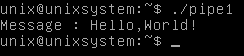 unix@unixsystem:~$ ./pipe1
Message : Hello,World!
unix@unixsystem:~$ _